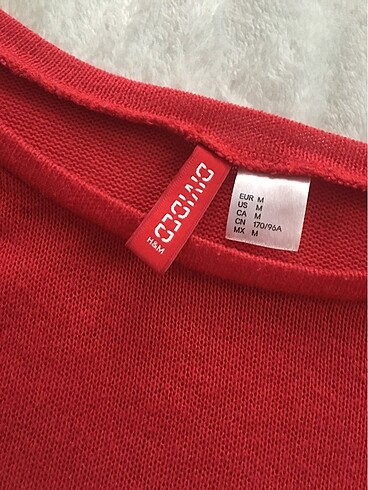 DIVIDED
H&M
EUR M
US M
CA M
CN 170/96A
MX M